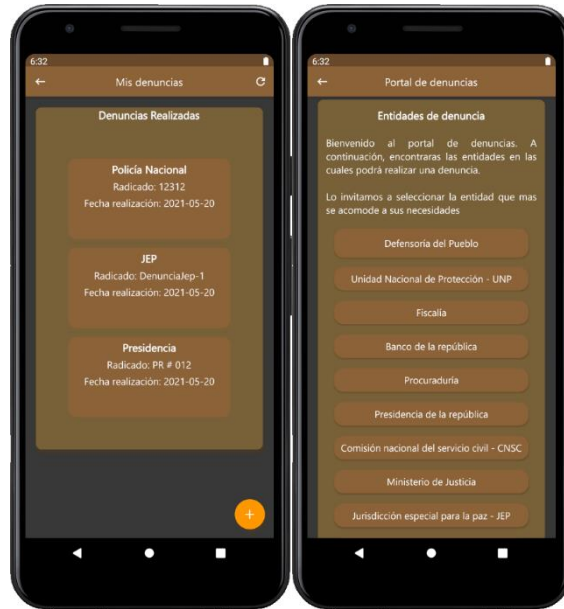 6:32
Mis denuncias
Denuncias Realizadas
Policía Nacional
Radicado: 12312
Fecha realización: 2021-05-20
JEP
Radicado: DenunciaJep-1
Fecha realización: 2021-05-20
Presidencia
Radicado: PR # 012
Fecha realización: 2021-05-20
+
6:32
Portal de denuncias
Entidades de denuncia
Bienvenido al portal de denuncias. A
continuación, encontraras las entidades en las
cuales podrá realizar una denuncia.
Lo invitamos a seleccionar la entidad que mas
se acomode a sus necesidades
Defensoría del Pueblo
Unidad Nacional de Protección - UNP
Fiscalía
Banco de la república
Procuraduría
Presidencia de la república
Comisión nacional del servicio civil - CNSC
Ministerio de Justicia
Jurisdicción especial para la paz - JEP